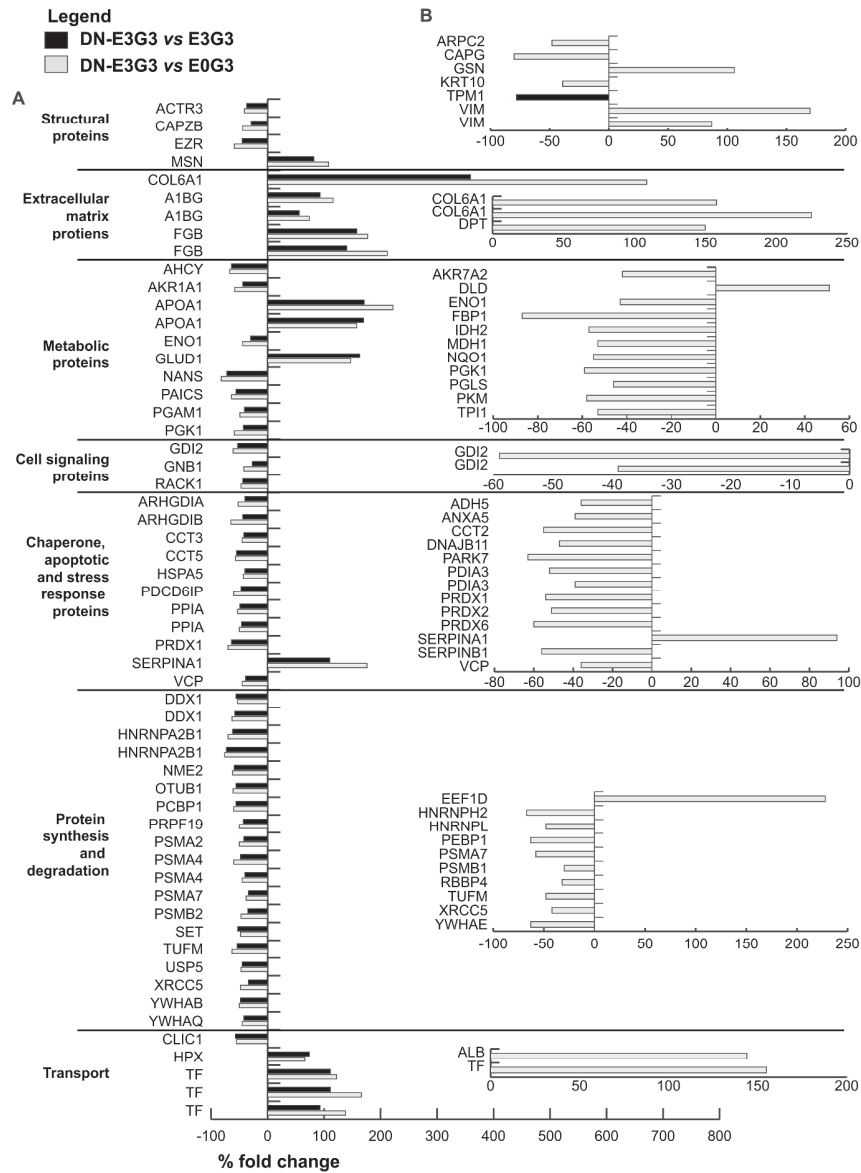 Legend
DN-E3G3 vs E3G3
DN-E3G3 vs E0G3
A
Structural
proteins
ACTR3
CAPZB
EZR
MSN
Extracellular
matrix
protiens
COL6A1
A1BG
A1BG
FGB
FGB
Metabolic
proteins
AHCY
AKR1A1
APOA1
APOA1
ENO1
GLUD1
NANS
PAICS
PGAM1
PGK1
Cell signaling
proteins
GDI2
GNB1
RACK1
Chaperone,
apoptotic
and stress
response
proteins
ARHGDIA
ARHGDIB
CCT3
CCT5
HSPA5
PDCD6IP
PPIA
PPIA
PRDX1
SERPINA1
VCP
Protein
synthesis
and
degradation
DDX1
DDX1
HNRNPA2B1
HNRNPA2B1
NME2
OTUB1
PCBP1
PRPF19
PSMA2
PSMA4
PSMA4
PSMA7
PSMB2
SET
TUFM
USP5
XRCC5
YWHAB
YWHAQ
Transport
CLIC1
HPX
TF
TF
TF
-100 0 100 200 300 400 500 600 700 800
% fold change
B
ARPC2
CAPG
GSN
KRT10
TPM1
VIM
VIM
-100 -50 0 50 100 150 200
COL6A1
COL6A1
DPT
0 50 100 150 200 250
AKR7A2
DLD
ENO1
FBP1
IDH2
MDH1
NQO1
PGK1
PGLS
PKM
TPI1
-100 -80 -60 -40 -20 0 20 40 60
GDI2
GDI2
-60 -50 -40 -30 -20 -10 0
ADH5
ANXA5
CCT2
DNAJB11
PARK7
PDIA3
PDIA3
PRDX1
PRDX2
PRDX6
SERPINA1
SERPINB1
VCP
-80 -60 -40 -20 0 20 40 60 80 100
EEF1D
HNRNPH2
HNRNPL
PEBP1
PSMA7
PSMB1
RBBP4
TUFM
XRCC5
YWHAE
-100 -50 0 50 100 150 200 250
ALB
TF
0 50 100 150 200